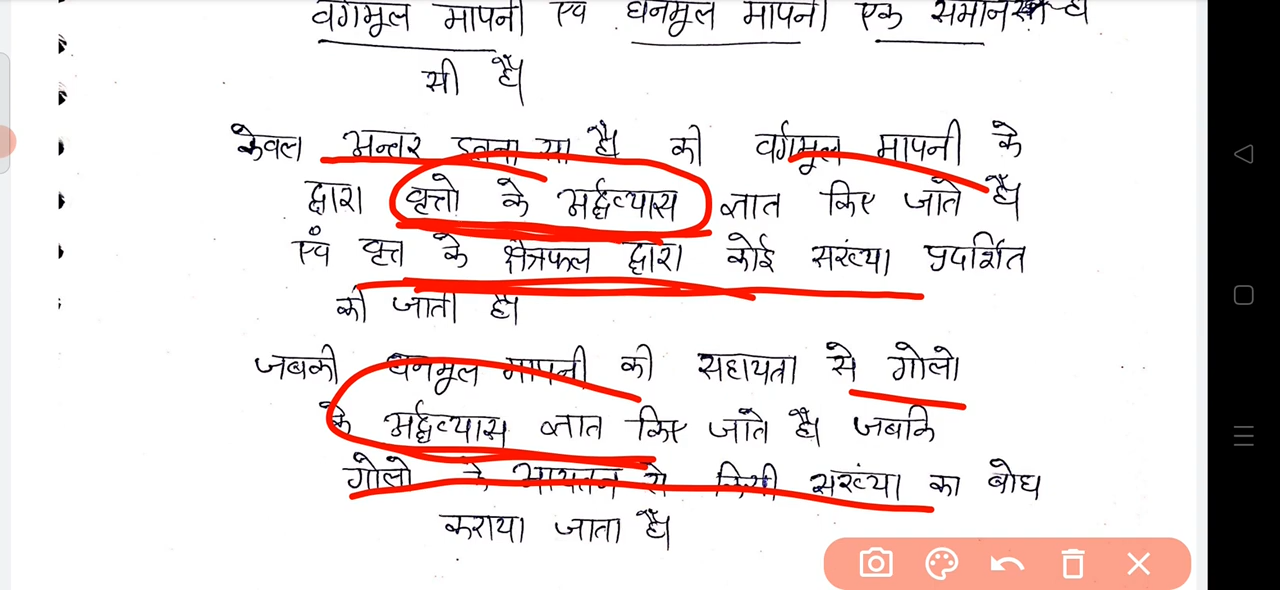 वर्गमूल मापनी एवं घनमूल मापनी एक समान
सी है।
केवल अन्तर इतना सा है की वर्गमूल मापनी के
द्वारा वृत्तो के अर्द्धव्यास ज्ञात किए जाते है
एवं वृत्त के क्षेत्रफल द्वारा कोई संख्या प्रदर्शित
की जाती है।
जबकी घनमूल मापनी की सहायता से गोलो
के अर्द्धव्यास ज्ञात किए जाते है। जबकि
गोलो के आयतन से किसी संख्या का बोध
कराया जाता है।